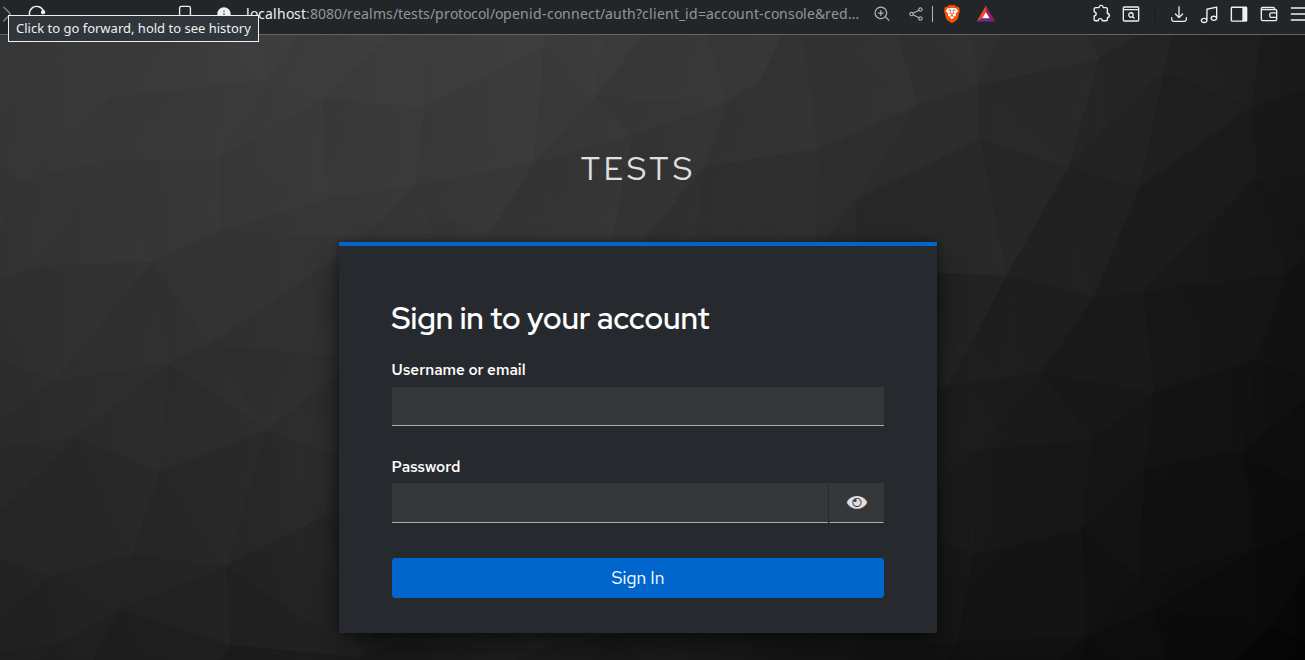 localhost:8080/realms/tests/protocol/openid-connect/auth?client_id=account-console&red...
Click to go forward, hold to see history
TESTS
Sign in to your account
Username or email
Password
Sign In